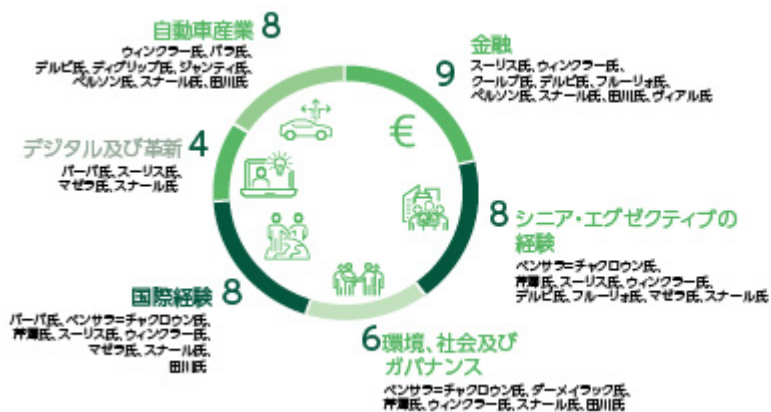 自動車産業 8
ウィンクラー氏、バラ氏、
デルピ氏、ディグリップ氏、ジャンティ氏、
ペルソン氏、スナール氏、田川氏
金融
9
スーリス氏、ウィンクラー氏、
クールブ氏、デルピ氏、フルーリォ氏、
ペルソン氏、スナール氏、田川氏、ヴィアル氏
€
デジタル及び革新 4
バーバ氏、スーリス氏、
マゼラ氏、スナール氏
8 シニア・エグゼクティブの
経験
ベンサラ=チャクロウン氏、
芹澤氏、スーリス氏、ウィンクラー氏、
デルピ氏、フルーリォ氏、マゼラ氏、スナール氏
国際経験 8
バーバ氏、ベンサラ=チャクロウン氏、
芹澤氏、スーリス氏、ウィンクラー氏、
マゼラ氏、スナール氏、
田川氏
6 環境、社会及び
ガバナンス
ベンサラ=チャクロウン氏、ダーメイラック氏、
芹澤氏、ウィンクラー氏、スナール氏、田川氏